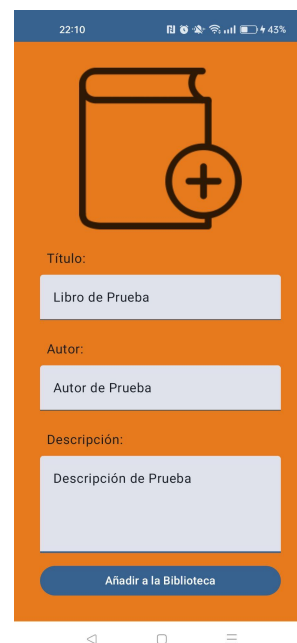 22:10
43%
Título:
Libro de Prueba
Autor:
Autor de Prueba
Descripción:
Descripción de Prueba
Añadir a la Biblioteca